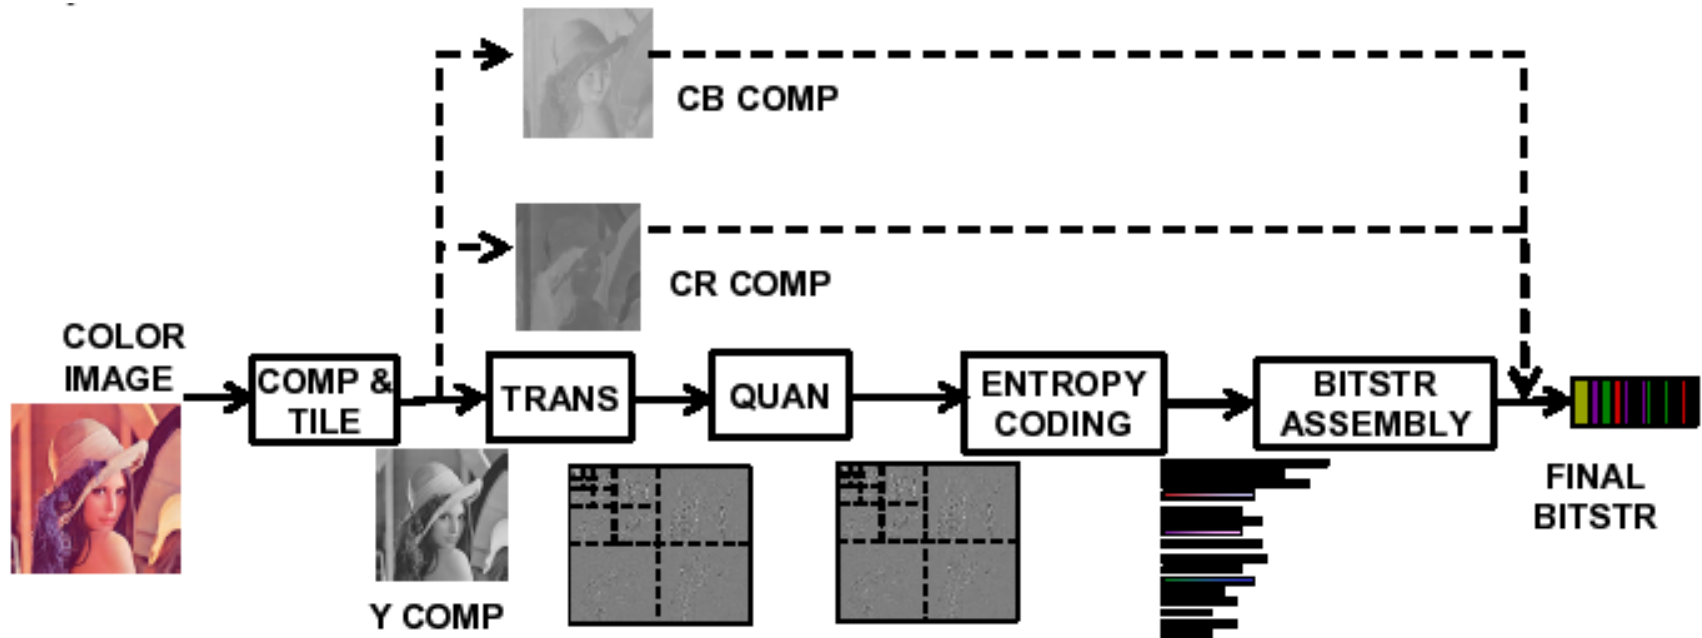 CB COMP
CR COMP
COLOR
IMAGE
COMP &
TILE
TRANS
QUAN
ENTROPY
CODING
BITSTR
ASSEMBLY
Y COMP
FINAL
BITSTR